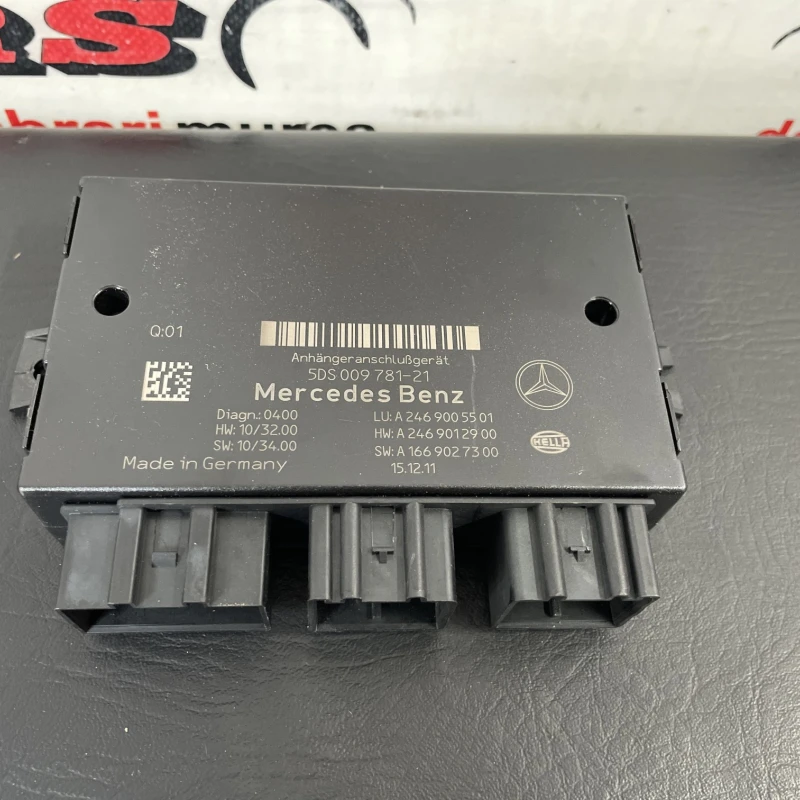 Q:01
Anhängeranschlußgerät
5DS 009 781-21
Mercedes Benz
Diagn.: 0400
LU: A 246 900 55 01
HW: 10/32.00
HW: A 246 901 29 00
SW: 10/34.00
SW: A 166 902 73 00
HELLA
Made in Germany
15.12.11